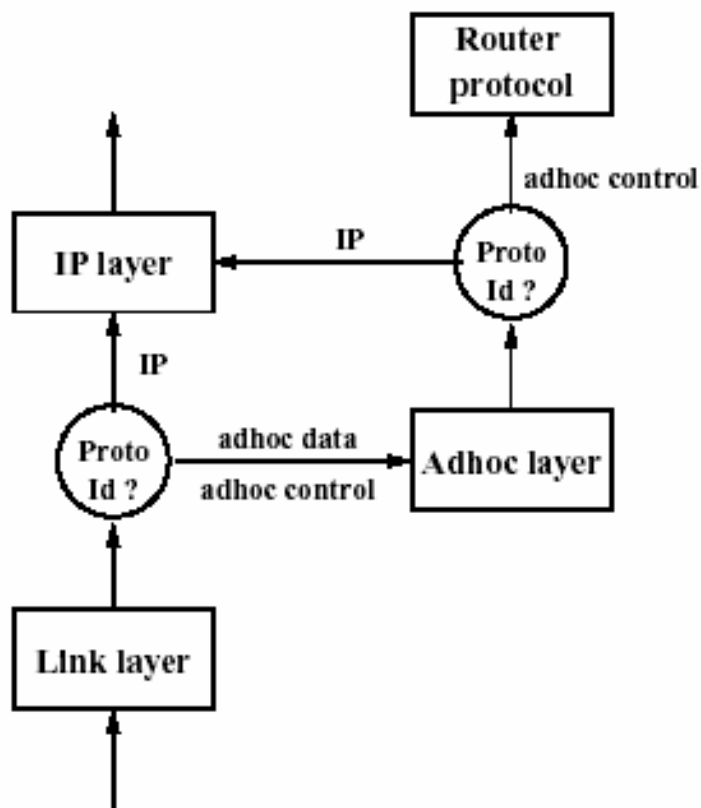 Router
protocol
adhoc control
IP layer
IP
Proto
Id ?
IP
Proto
Id ?
adhoc data
adhoc control
Adhoc layer
Link layer